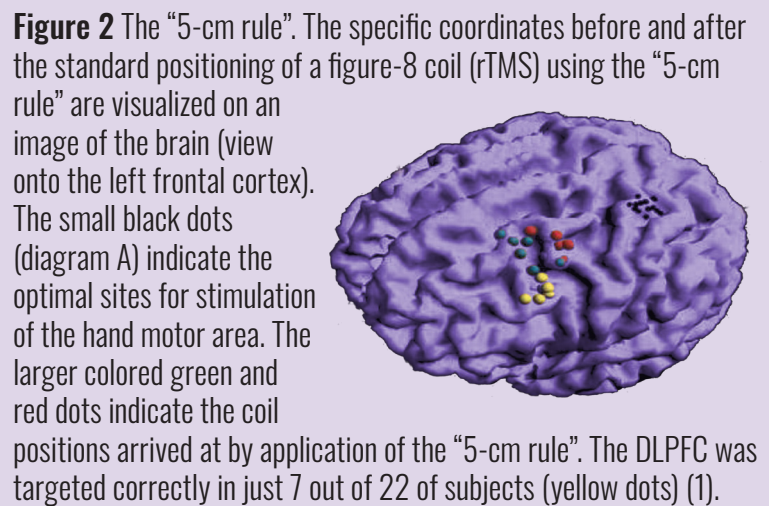 Figure 2 The “5-cm rule”. The specific coordinates before and after
the standard positioning of a figure-8 coil (rTMS) using the “5-cm
rule” are visualized on an
image of the brain (view
onto the left frontal cortex).
The small black dots
(diagram A) indicate the
optimal sites for stimulation
of the hand motor area. The
larger colored green and
red dots indicate the coil
positions arrived at by application of the “5-cm rule”. The DLPFC was
targeted correctly in just 7 out of 22 of subjects (yellow dots) (1).